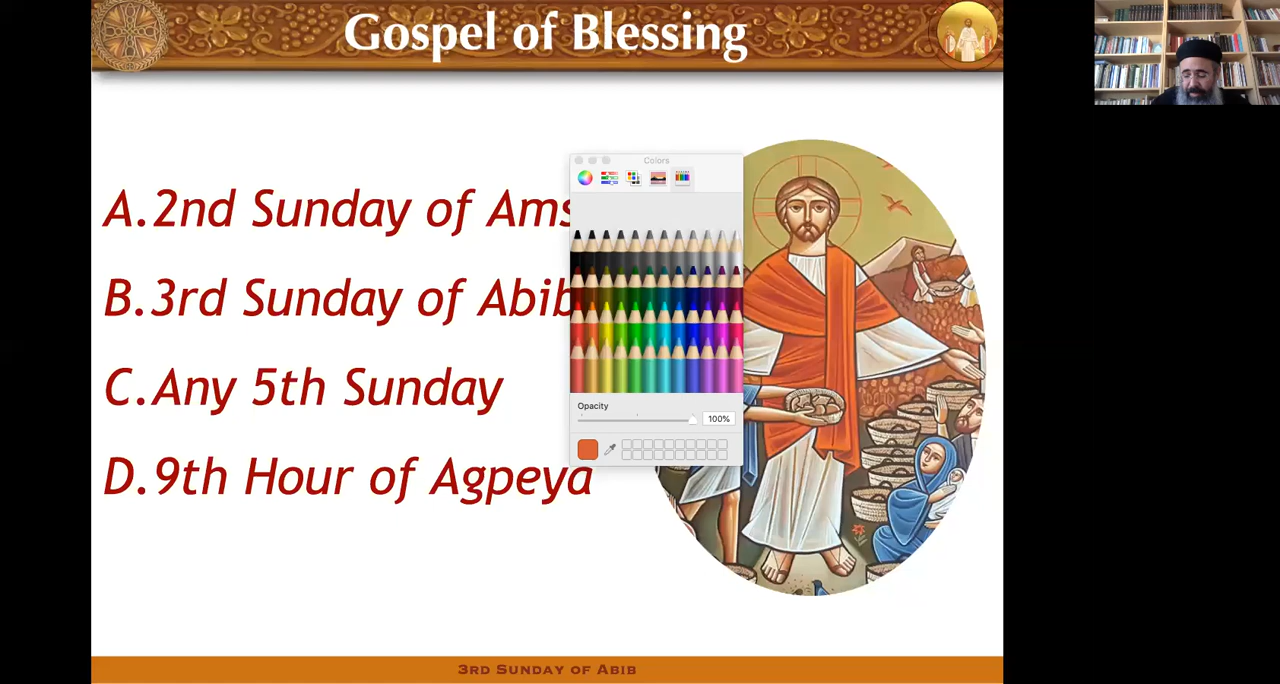 Gospel of Blessing
A.2nd Sunday of Ams
B.3rd Sunday of Abib
C.Any 5th Sunday
D.9th Hour of Agpeya
Colors
Opacity
100%
3RD SUNDAY OF ABIB